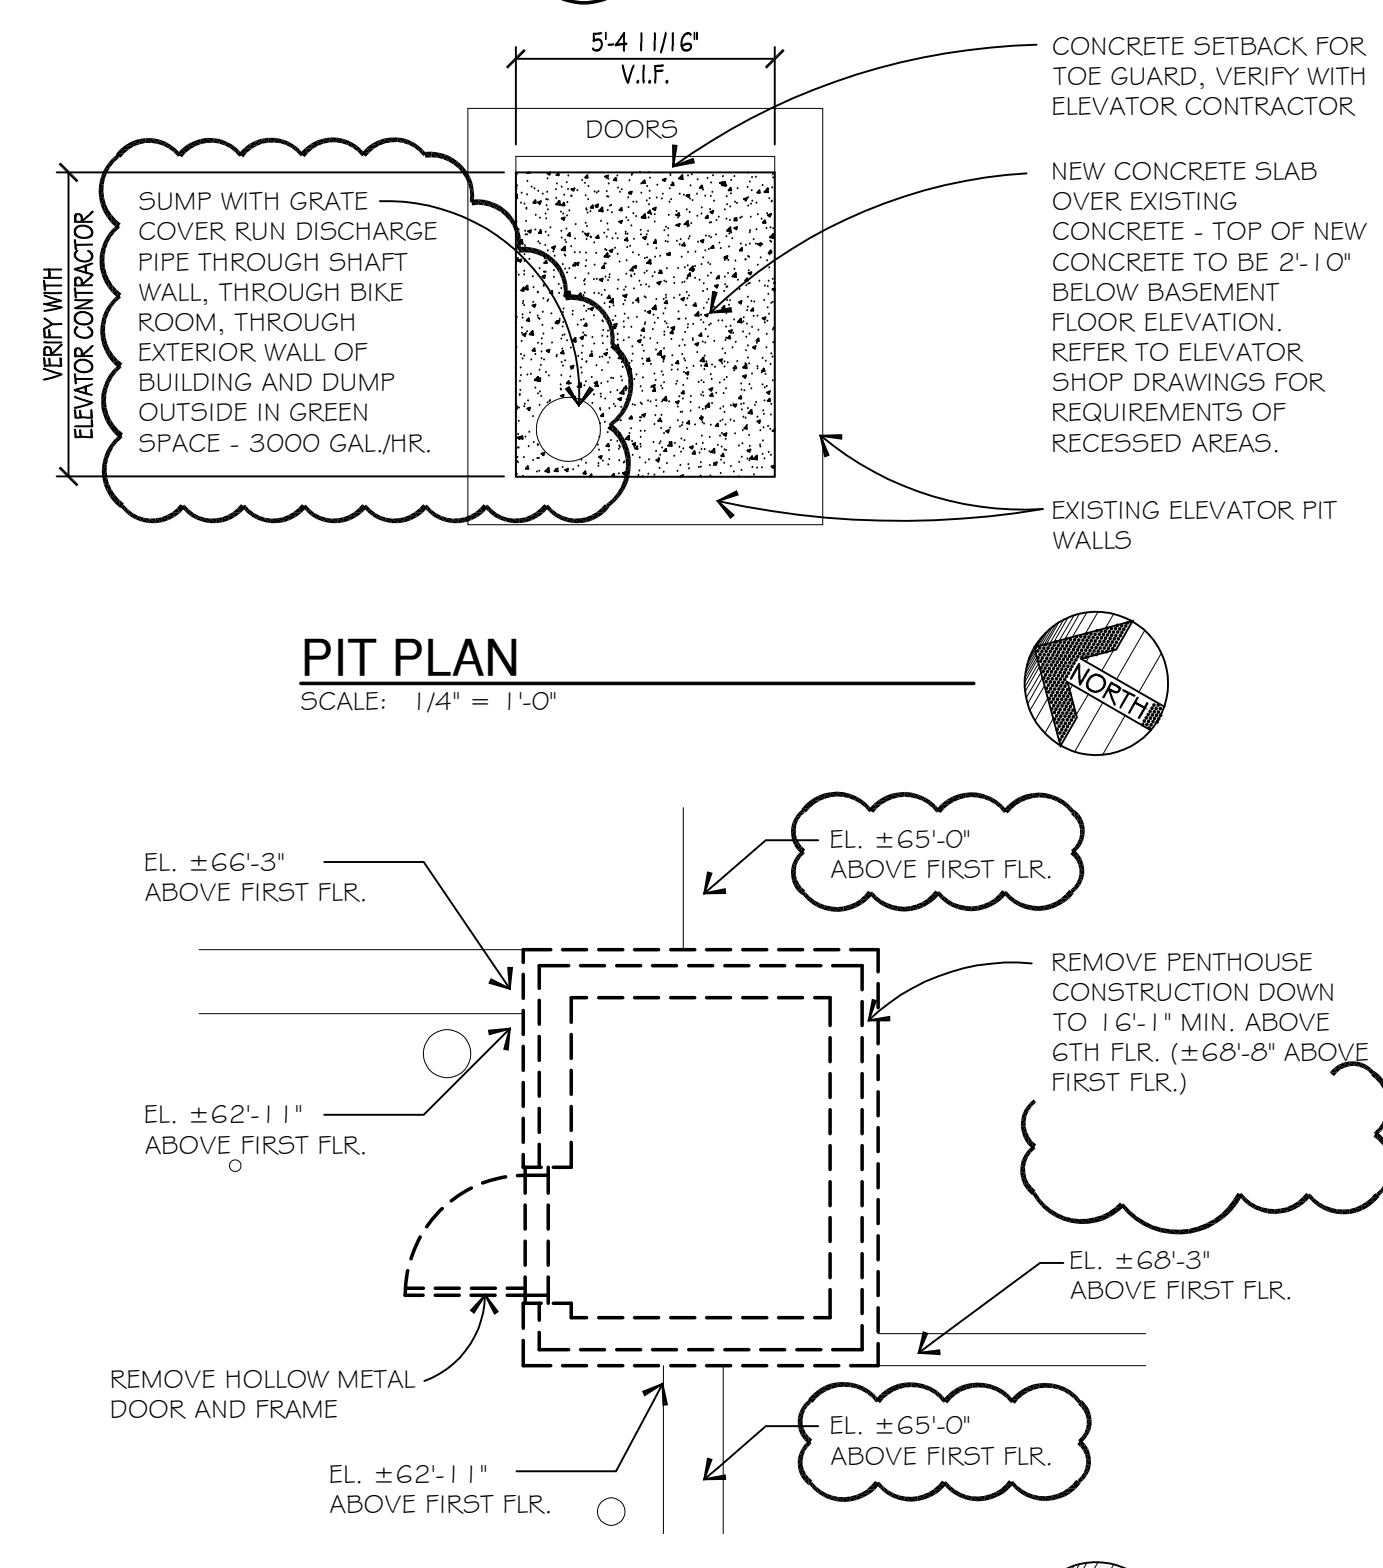 5'-4 11/16"
V.I.F.
DOORS
CONCRETE SETBACK FOR
TOE GUARD, VERIFY WITH
ELEVATOR CONTRACTOR
VERIFY WITH
ELEVATOR CONTRACTOR
SUMP WITH GRATE
COVER RUN DISCHARGE
PIPE THROUGH SHAFT
WALL, THROUGH BIKE
ROOM, THROUGH
EXTERIOR WALL OF
BUILDING AND DUMP
OUTSIDE IN GREEN
SPACE - 3000 GAL./HR.
NEW CONCRETE SLAB
OVER EXISTING
CONCRETE - TOP OF NEW
CONCRETE TO BE 2'-10"
BELOW BASEMENT
FLOOR ELEVATION.
REFER TO ELEVATOR
SHOP DRAWINGS FOR
REQUIREMENTS OF
RECESSED AREAS.
EXISTING ELEVATOR PIT
WALLS
PIT PLAN
SCALE: 1/4" = 1'-0"
NORTH
EL. ±66'-3"
ABOVE FIRST FLR.
EL. ±65'-0"
ABOVE FIRST FLR.
REMOVE PENTHOUSE
CONSTRUCTION DOWN
TO 16'-1" MIN. ABOVE
6TH FLR. (±68'-8" ABOVE
FIRST FLR.)
EL. ±62'-11"
ABOVE FIRST FLR.
EL. ±68'-3"
ABOVE FIRST FLR.
REMOVE HOLLOW METAL
DOOR AND FRAME
EL. ±65'-0"
ABOVE FIRST FLR.
EL. ±62'-11"
ABOVE FIRST FLR.